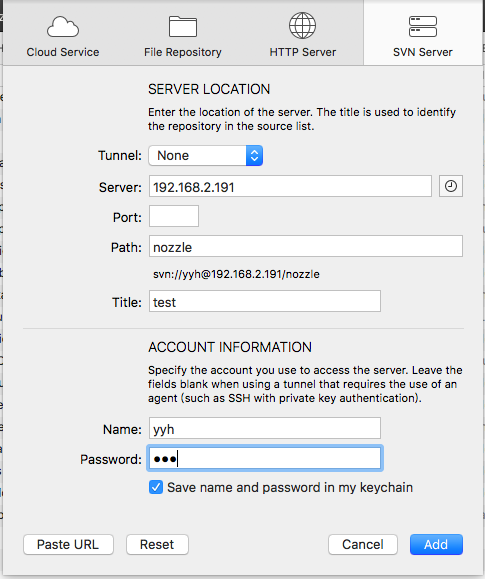 Cloud Service
File Repository
HTTP Server
SVN Server
SERVER LOCATION
Enter the location of the server. The title is used to identify
the repository in the source list.
Tunnel: None
Server: 192.168.2.191
Port:
Path: nozzle
svn://yyh@192.168.2.191/nozzle
Title: test
ACCOUNT INFORMATION
Specify the account you use to access the server. Leave the
fields blank when using a tunnel that requires the use of an
agent (such as SSH with private key authentication).
Name: yyh
Password: •••
Save name and password in my keychain
Paste URL
Reset
Cancel
Add